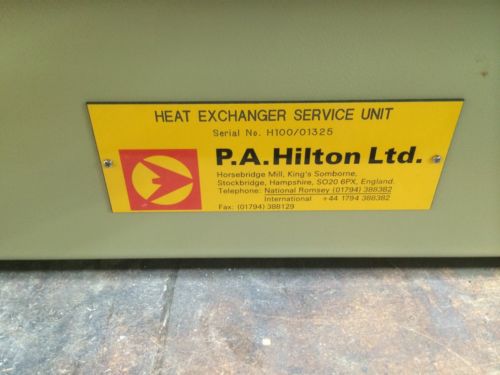 HEAT EXCHANGER SERVICE UNIT
Serial No. H100/01325
P.A.Hilton Ltd.
Horsebridge Mill, King's Somborne,
Stockbridge, Hampshire, SO20 6PX, England.
Telephone: National Romsey (01794) 388382
International +44 1794 388382
Fax: (01794) 388129